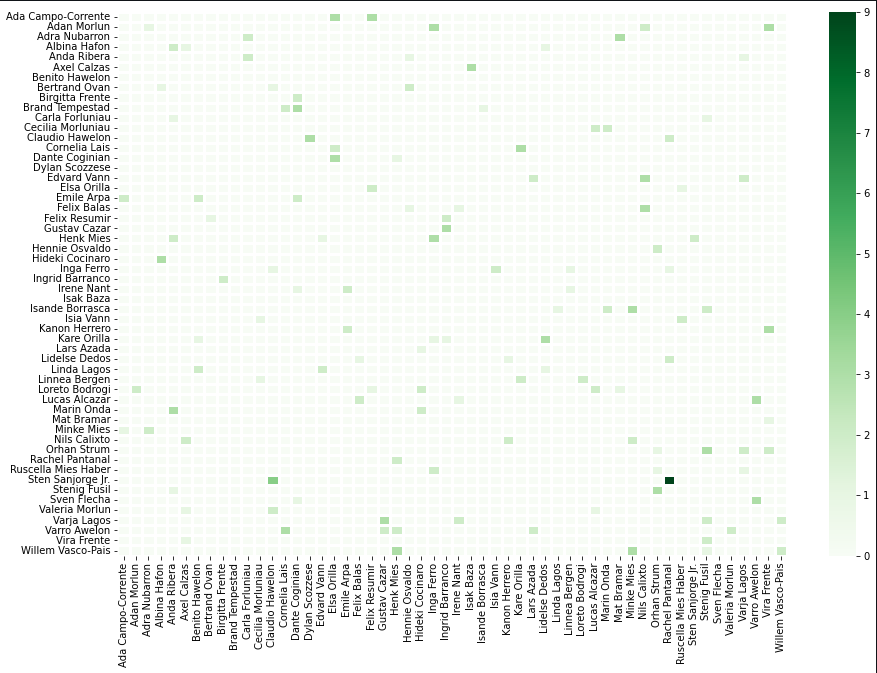 Ada Campo-Corrente
Adan Morlun
Adra Nubarron
Albina Hafon
Anda Ribera
Axel Calzas
Benito Hawelon
Bertrand Ovan
Birgitta Frente
Brand Tempestad
Carla Forluniau
Cecilia Morluniau
Claudio Hawelon
Cornelia Lais
Dante Coginian
Dylan Scozzese
Edvard Vann
Elsa Orilla
Emile Arpa
Felix Balas
Felix Resumir
Gustav Cazar
Henk Mies
Hennie Osvaldo
Hideki Cocinaro
Inga Ferro
Ingrid Barranco
Irene Nant
Isak Baza
Isande Borrasca
Isia Vann
Kanon Herrero
Kare Orilla
Lars Azada
Lidelse Dedos
Linda Lagos
Linnea Bergen
Loreto Bodrogi
Lucas Alcazar
Marin Onda
Mat Bramar
Minke Mies
Nils Calixto
Orhan Strum
Rachel Pantanal
Ruscella Mies Haber
Sten Sanjorge Jr.
Stenig Fusil
Sven Flecha
Valeria Morlun
Varja Lagos
Varro Awelon
Vira Frente
Willem Vasco-Pais
Ada Campo-Corrente
Adan Morlun
Adra Nubarron
Albina Hafon
Anda Ribera
Axel Calzas
Benito Hawelon
Bertrand Ovan
Birgitta Frente
Brand Tempestad
Carla Forluniau
Cecilia Morluniau
Claudio Hawelon
Cornelia Lais
Dante Coginian
Dylan Scozzese
Edvard Vann
Elsa Orilla
Emile Arpa
Felix Balas
Felix Resumir
Gustav Cazar
Henk Mies
Hennie Osvaldo
Hideki Cocinaro
Inga Ferro
Ingrid Barranco
Irene Nant
Isak Baza
Isande Borrasca
Isia Vann
Kanon Herrero
Kare Orilla
Lars Azada
Lidelse Dedos
Linda Lagos
Linnea Bergen
Loreto Bodrogi
Lucas Alcazar
Marin Onda
Mat Bramar
Minke Mies
Nils Calixto
Orhan Strum
Rachel Pantanal
Ruscella Mies Haber
Sten Sanjorge Jr.
Stenig Fusil
Sven Flecha
Valeria Morlun
Varja Lagos
Varro Awelon
Vira Frente
Willem Vasco-Pais
9
8
7
6
5
4
3
2
1
0